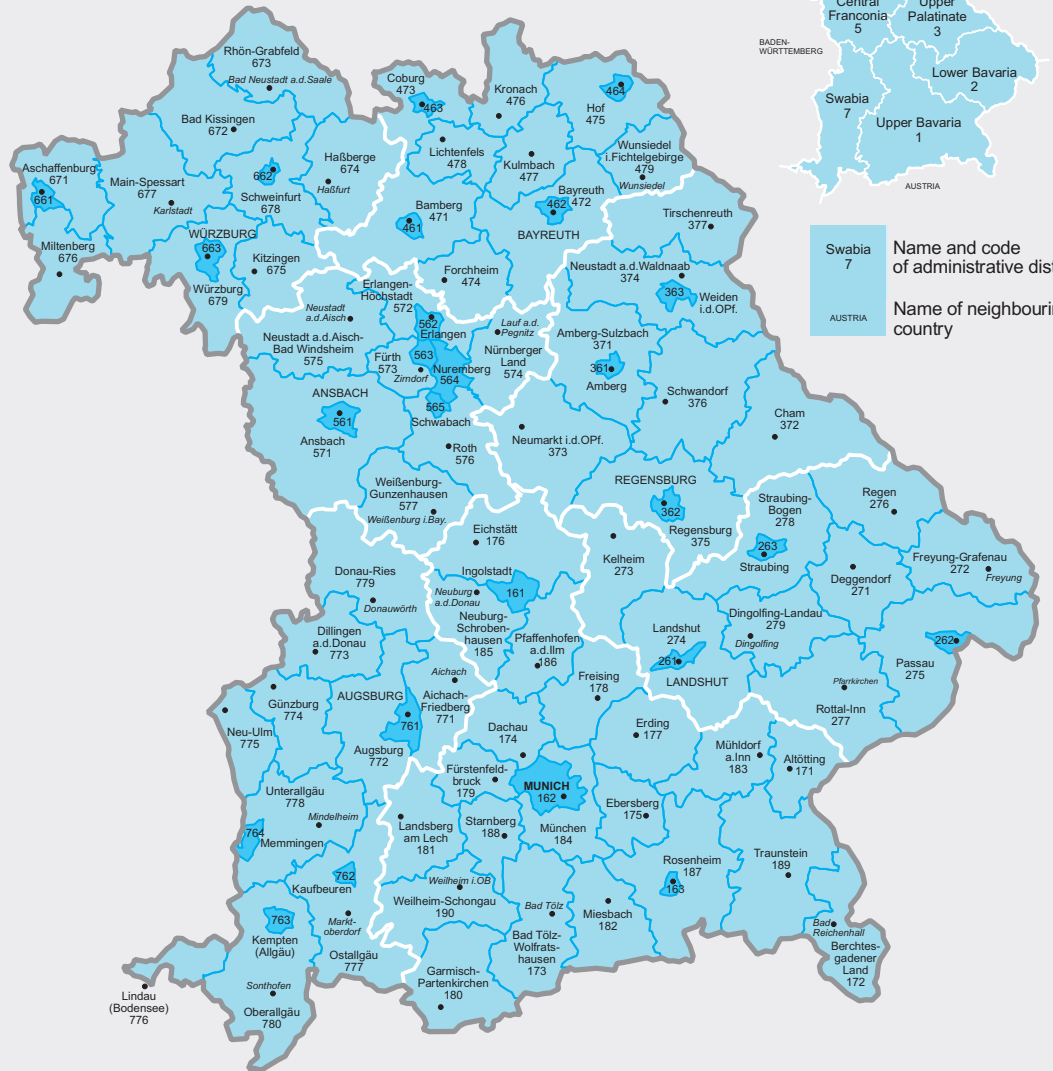 Central
Franconia
5
Upper
Palatinate
3
BADEN-
WÜRTTEMBERG
Lower Bavaria
2
Swabia
7
Upper Bavaria
1
AUSTRIA
Swabia
7
Name and code
of administrative dist
AUSTRIA
Name of neighbourin
country
Rhön-Grabfeld
673
Bad Neustadt a.d.Saale
Coburg
473
463
Kronach
476
464
Hof
475
Bad Kissingen
672
Lichtenfels
478
Kulmbach
477
Wunsiedel
i.Fichtelgebirge
479
Wunsiedel
Aschaffenburg
671
661
Main-Spessart
677
Karlstadt
662
Schweinfurt
678
Haßberge
674
Haßfurt
Bamberg
471
461
Bayreuth
472
462
BAYREUTH
Tirschenreuth
377
Miltenberg
676
WÜRZBURG
663
Würzburg
679
Kitzingen
675
Forchheim
474
Neustadt a.d.Waldnaab
374
363
Weiden
i.d.OPf.
Erlangen-
Höchstadt
572
562
Erlangen
Neustadt
a.d.Aisch
Neustadt a.d.Aisch-
Bad Windsheim
575
Lauf a.d.
Pegnitz
Nürnberger
Land
574
Fürth
573
Zirndorf
563
Nuremberg
564
Amberg-Sulzbach
371
361
Amberg
Schwandorf
376
Cham
372
ANSBACH
561
Ansbach
571
565
Schwabach
Roth
576
Neumarkt i.d.OPf.
373
Weißenburg-
Gunzenhausen
577
Weißenburg i.Bay.
REGENSBURG
362
Regensburg
375
Straubing-
Bogen
278
263
Straubing
Regen
276
Eichstätt
176
Kelheim
273
Deggendorf
271
Freyung-Grafenau
272
Freyung
Donau-Ries
779
Donauwörth
Ingolstadt
161
Neuburg
a.d.Donau
Neuburg-
Schroben-
hausen
185
Pfaffenhofen
a.d.Ilm
186
Landshut
274
261
LANDSHUT
Dingolfing-Landau
279
Dingolfing
262
Passau
275
Dillingen
a.d.Donau
773
Aichach
Aichach-
Friedberg
771
Freising
178
Pfarrkirchen
Rottal-Inn
277
Günzburg
774
Neu-Ulm
775
AUGSBURG
761
Augsburg
772
Dachau
174
Erding
177
Mühldorf
a.Inn
183
Altötting
171
Fürstenfeld-
bruck
179
MUNICH
162
München
184
Ebersberg
175
Unterallgäu
778
Mindelheim
764
Memmingen
Landsberg
am Lech
181
Starnberg
188
Rosenheim
187
163
Traunstein
189
762
Kaufbeuren
Weilheim i.OB
Weilheim-Schongau
190
Bad Tölz
Bad Tölz-
Wolfrats-
hausen
173
Miesbach
182
Bad
Reichenhall
Berchtes-
gadener
Land
172
763
Kempten
(Allgäu)
Markt-
oberdorf
Ostallgäu
777
Garmisch-
Partenkirchen
180
Lindau
(Bodensee)
776
Sonthofen
Oberallgäu
780